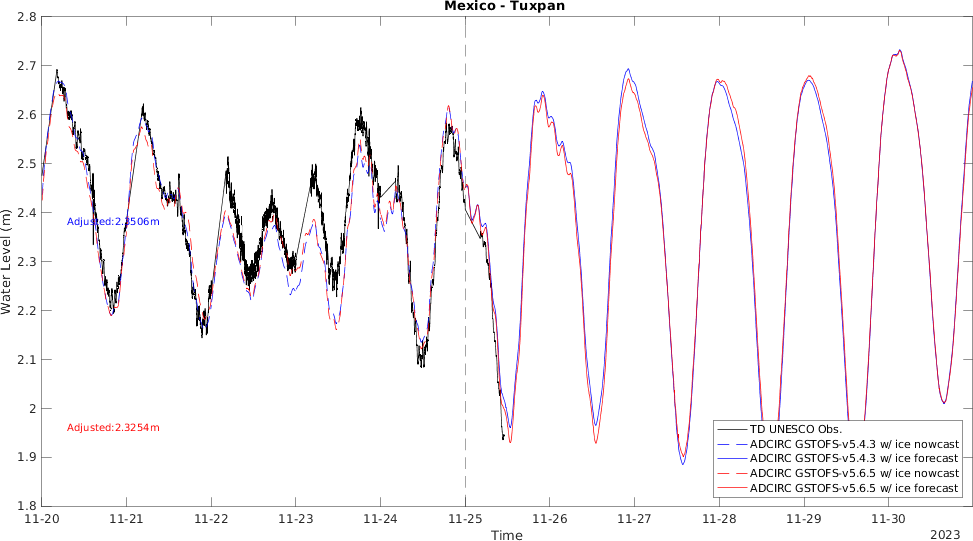 Mexico - Tuxpan
2.8
2.7
2.6
2.5
2.4
2.3
2.2
2.1
2
1.9
1.8
Water Level (m)
Adjusted:2.3506m
Adjusted:2.3254m
TD UNESCO Obs.
ADCIRC GSTOFS-v5.4.3 w/ ice nowcast
ADCIRC GSTOFS-v5.4.3 w/ ice forecast
ADCIRC GSTOFS-v5.6.5 w/ ice nowcast
ADCIRC GSTOFS-v5.6.5 w/ ice forecast
11-20 11-21 11-22 11-23 11-24 11-25 11-26 11-27 11-28 11-29 11-30
Time
2023